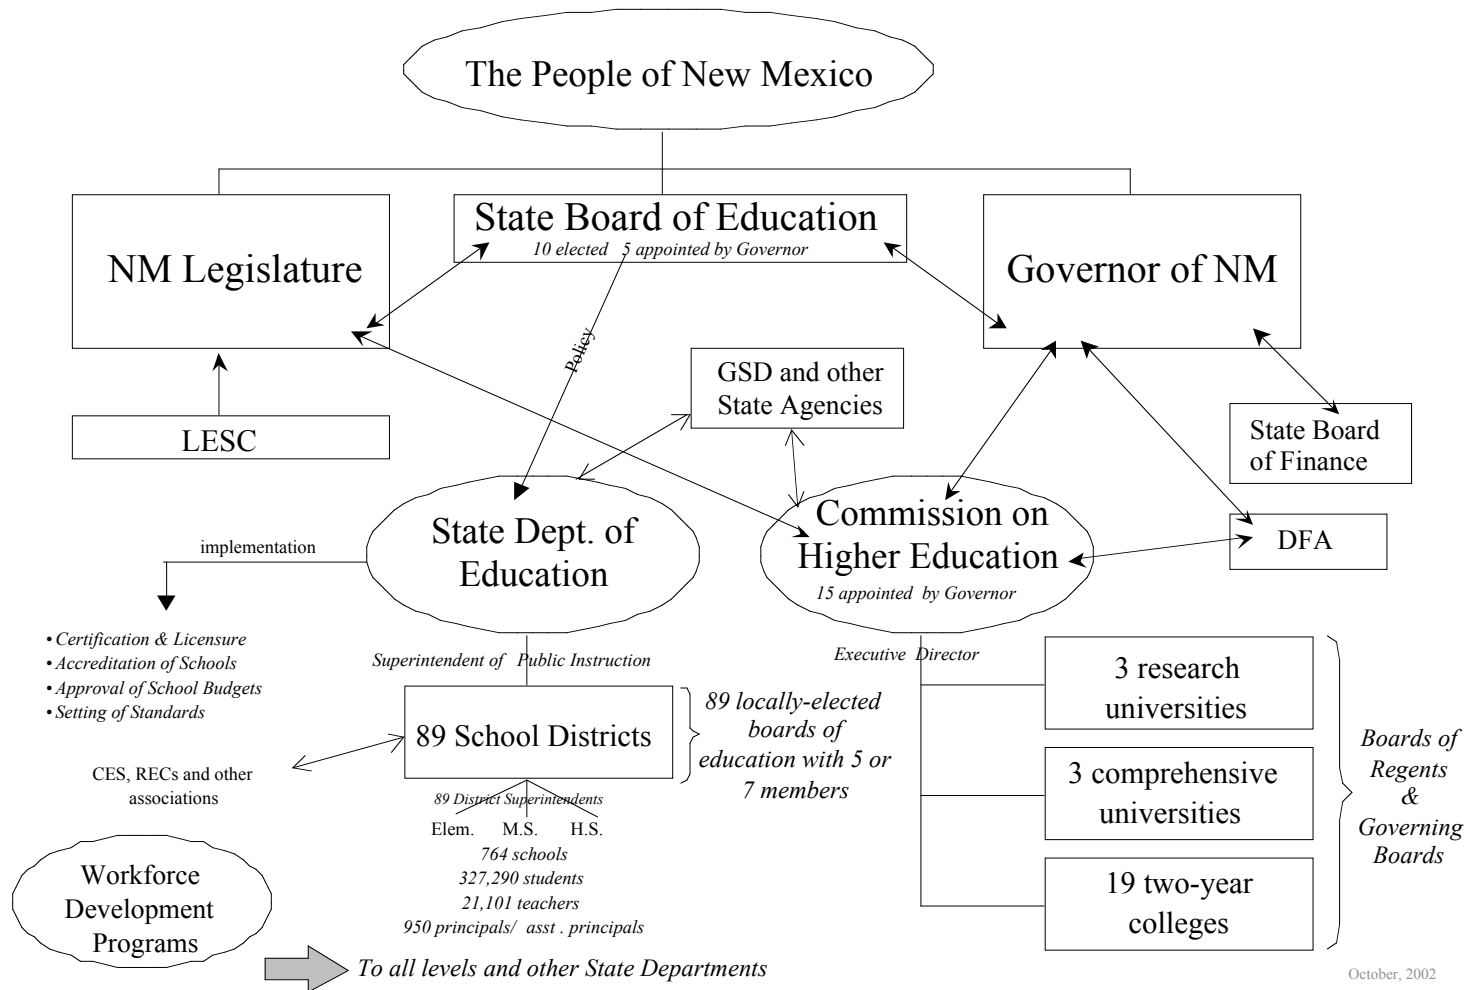 The People of New Mexico
State Board of Education
10 elected 5 appointed by Governor
NM Legislature
Governor of NM
Policy
GSD and other
State Agencies
LESC
State Board
of Finance
State Dept. of
Education
Commission on
Higher Education
15 appointed by Governor
DFA
implementation
• Certification & Licensure
• Accreditation of Schools
• Approval of School Budgets
• Setting of Standards
Superintendent of Public Instruction
Executive Director
89 School Districts
89 locally-elected
boards of
education with 5 or
7 members
CES, RECs and other
associations
89 District Superintendents
Elem. M.S. H.S.
764 schools
327,290 students
21,101 teachers
950 principals/ asst . principals
3 research
universities
3 comprehensive
universities
19 two-year
colleges
Boards of
Regents
&
Governing
Boards
Workforce
Development
Programs
To all levels and other State Departments
October, 2002